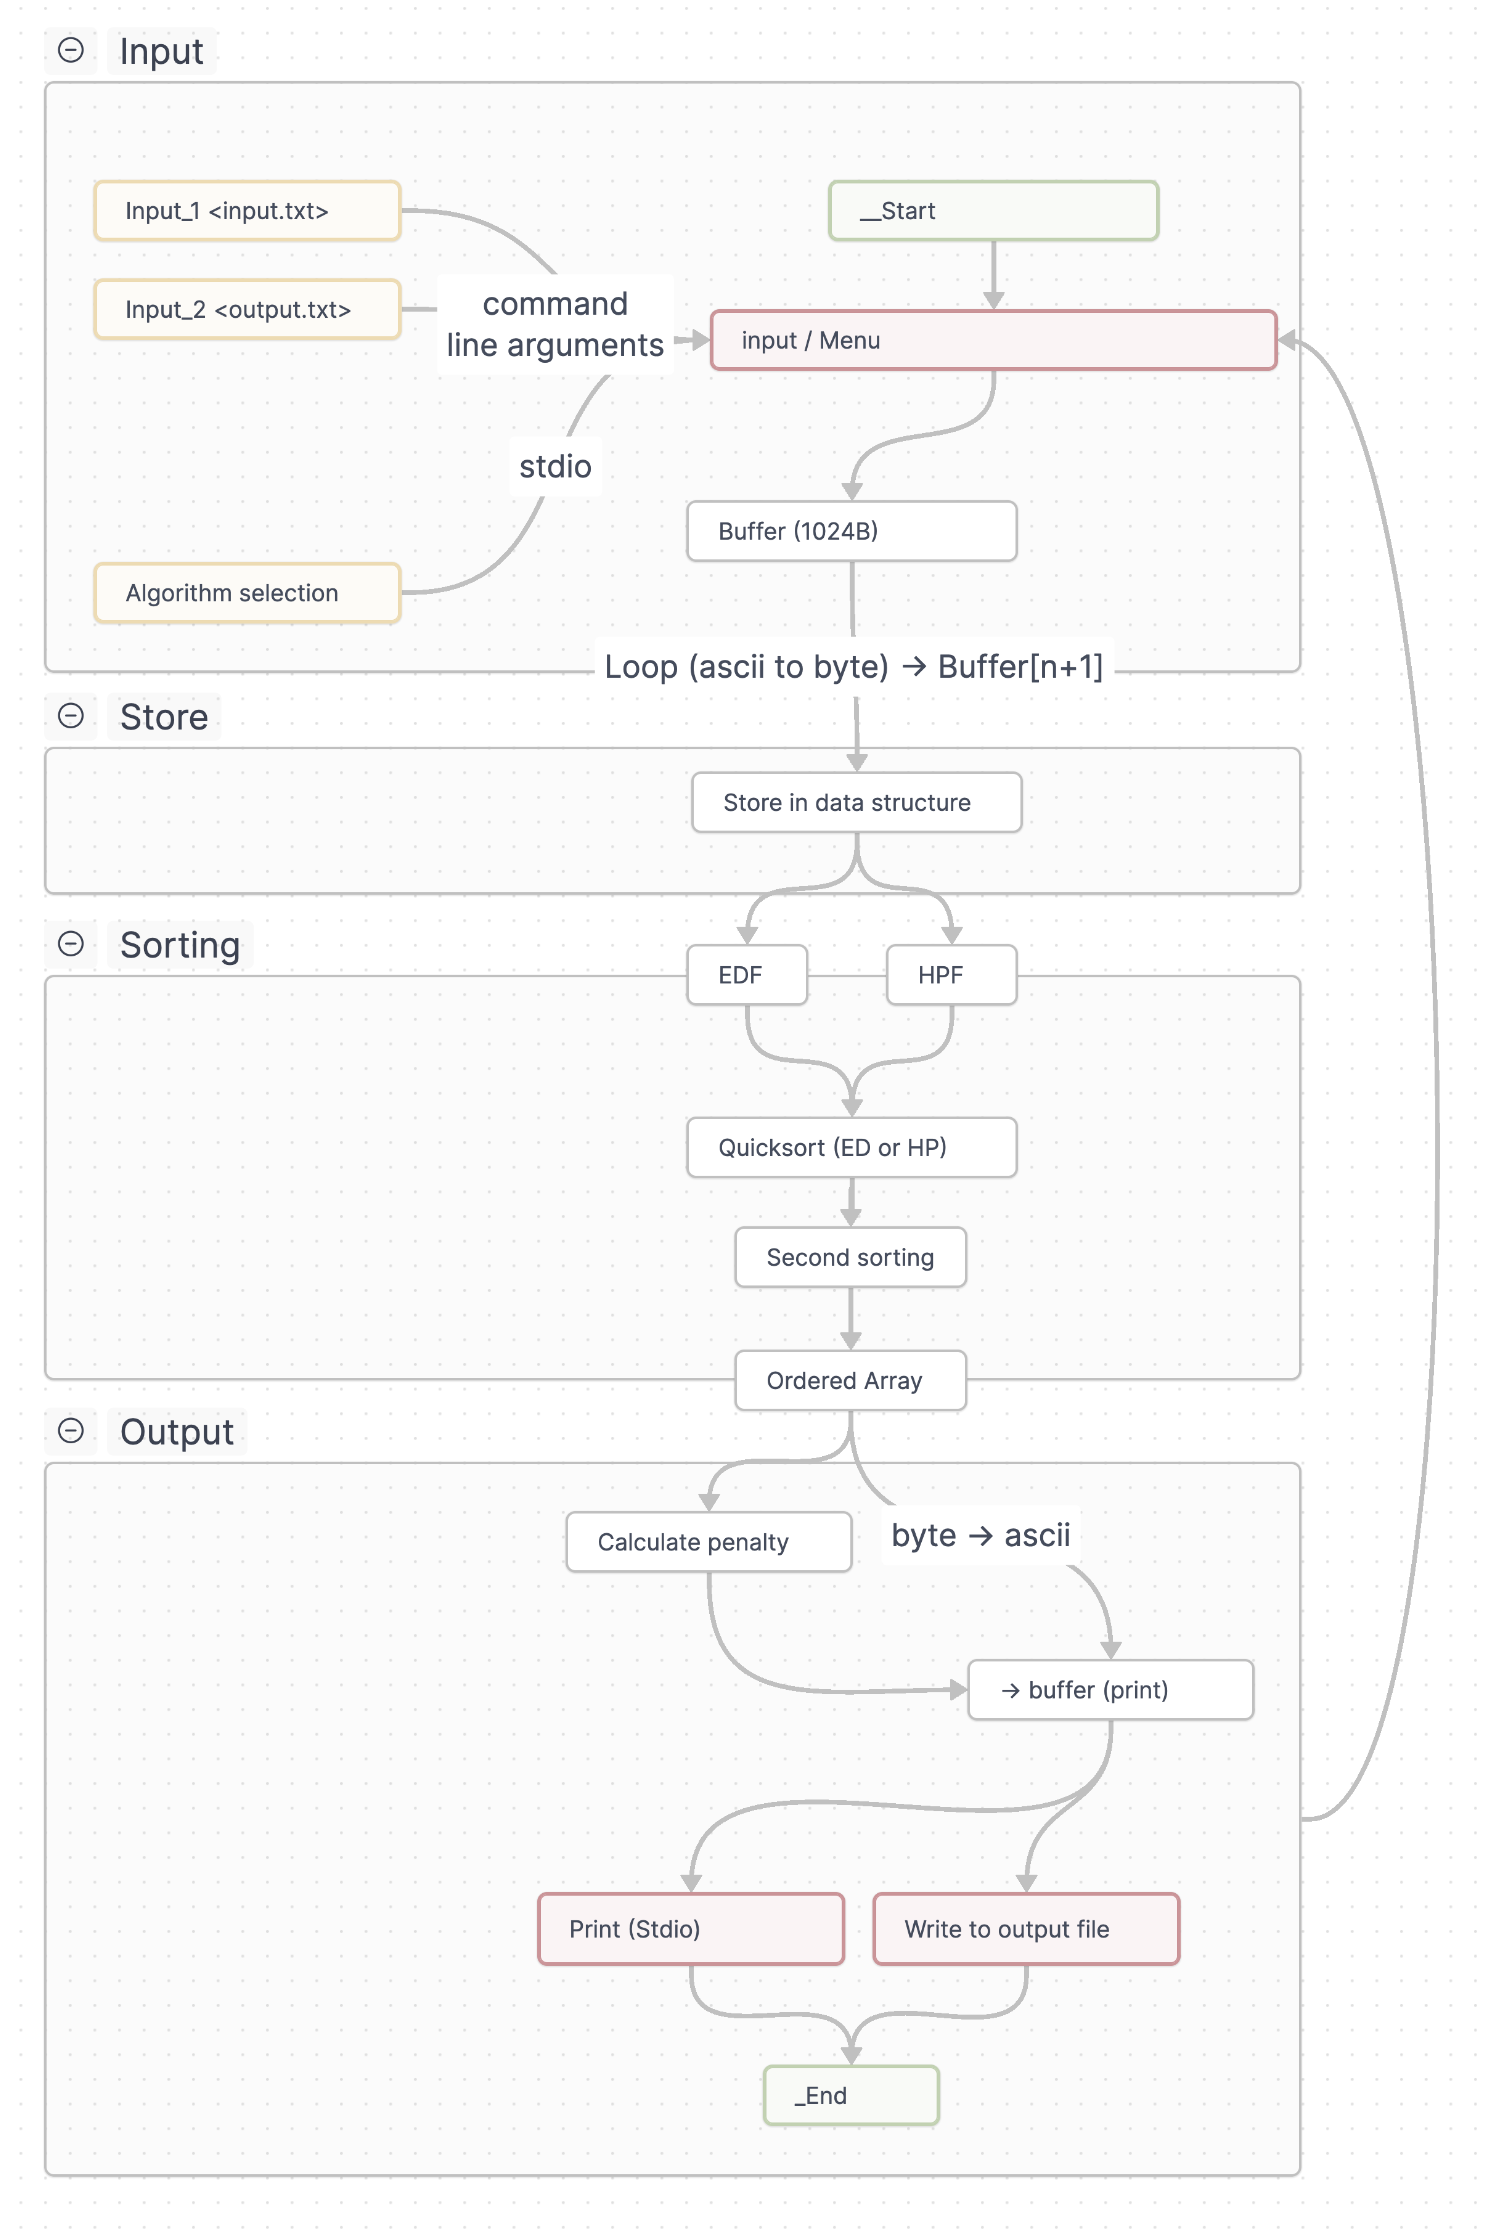 Input
Input_1 <input.txt>
__Start
Input_2 <output.txt>
command
line arguments
input / Menu
stdio
Buffer (1024B)
Algorithm selection
Loop (ascii to byte) → Buffer[n+1]
Store
Store in data structure
Sorting
EDF
HPF
Quicksort (ED or HP)
Second sorting
Ordered Array
Output
Calculate penalty
byte → ascii
→ buffer (print)
Print (Stdio)
Write to output file
_End